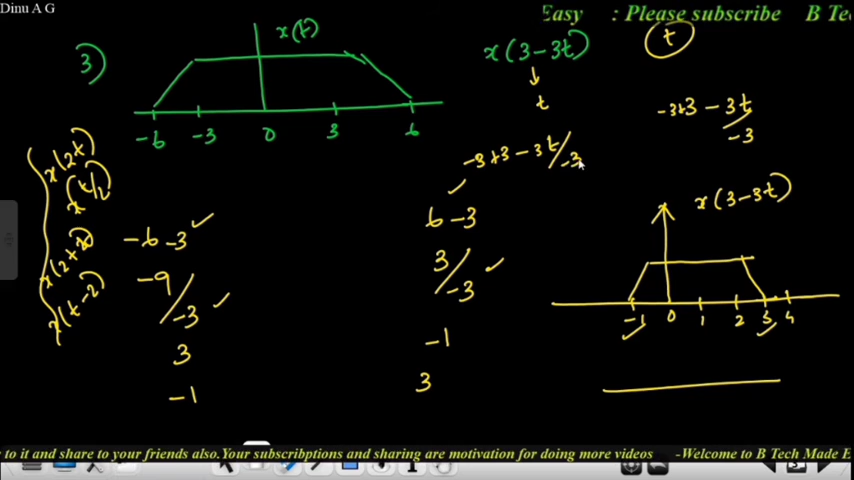 Dinu A G
Easy : Please subscribe B Tech
3)
x(t)
-6 -3 0 3 6
x(3-3t)
↓
t
t
-3+3-3t/-3
-3+3-3t/-3
x(2t)
x(t/2)
x(t-2)
-6-3
-9/-3
3
-1
6-3
3/-3
-1
3
x(3-3t)
-1 0 1 2 3 4
to it and share to your friends also.Your subscribptions and sharing are motivation for doing more videos -Welcome to B Tech Made E